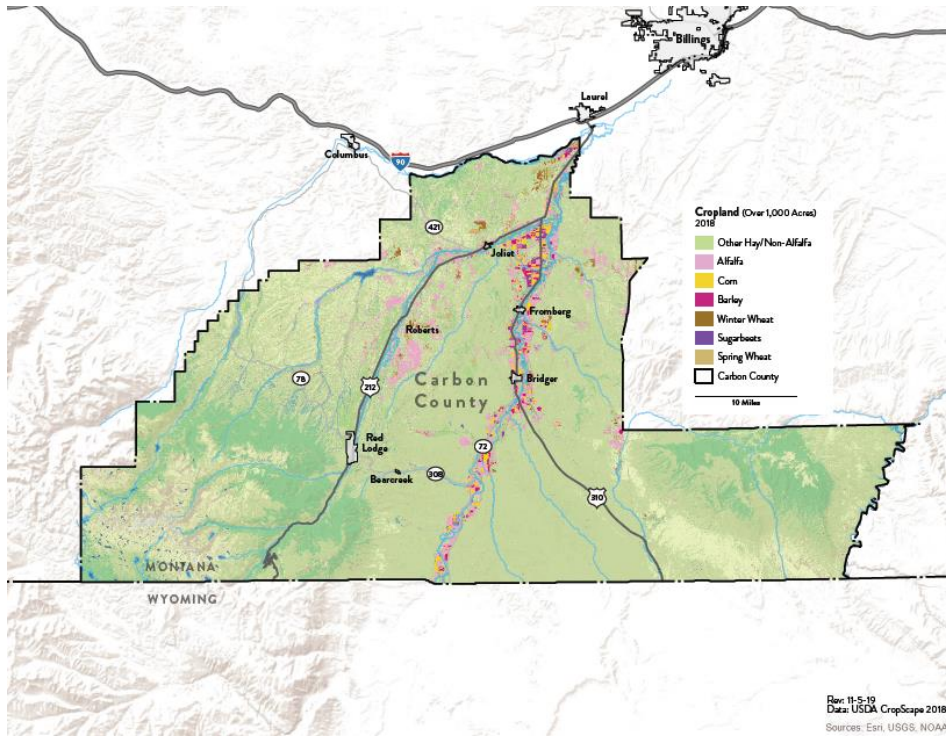 Billings
Laurel
Columbus
90
421
Joliet
Fromberg
Roberts
78
212
Carbon
County
Bridger
Red
Lodge
72
Bearcreek
308
310
MONTANA
WYOMING
Cropland (Over 1,000 Acres)
2018
Other Hay/Non-Alfalfa
Alfalfa
Corn
Barley
Winter Wheat
Sugarbeets
Spring Wheat
Carbon County
10 Miles
Rev: 11-5-19
Data: USDA CropScape 2018
Sources: Esri, USGS, NOAA